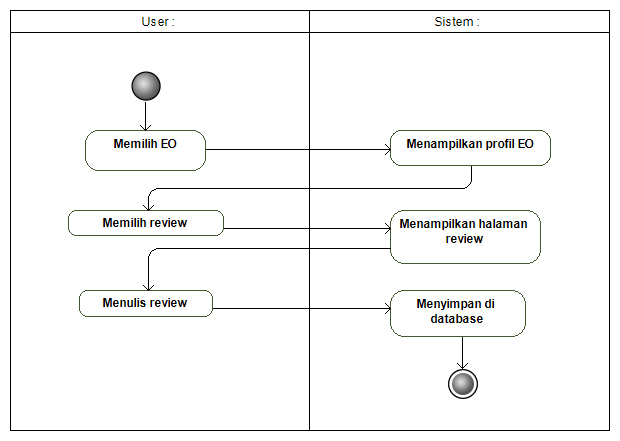 User :
Sistem :
Memilih EO
Menampilkan profil EO
Memilih review
Menampilkan halaman
review
Menulis review
Menyimpan di
database